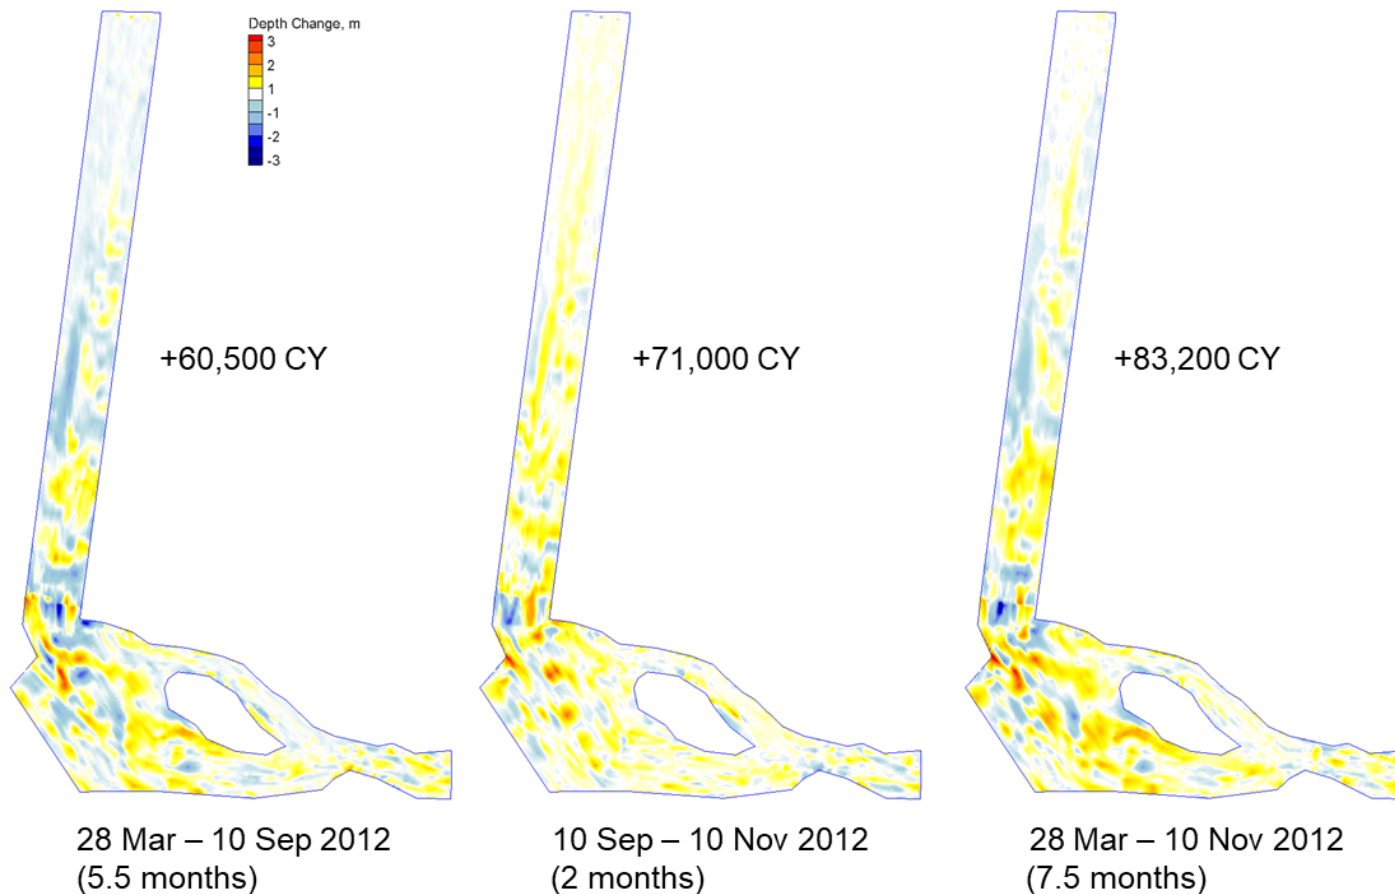 Depth Change, m
3
2
1
-1
-2
-3
+60,500 CY
+71,000 CY
+83,200 CY
28 Mar – 10 Sep 2012
(5.5 months)
10 Sep – 10 Nov 2012
(2 months)
28 Mar – 10 Nov 2012
(7.5 months)